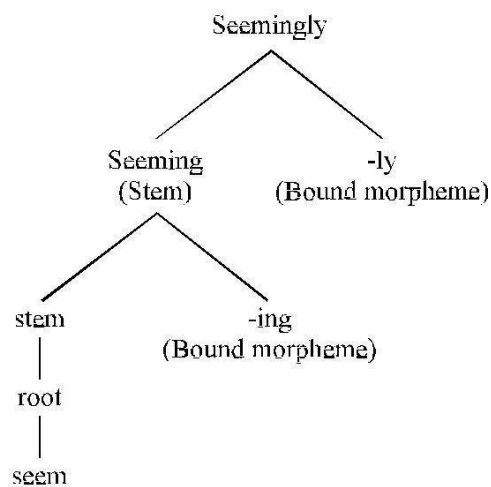 Seemingly
Seeming
(Stem)
-ly
(Bound morpheme)
stem
-ing
(Bound morpheme)
root
seem